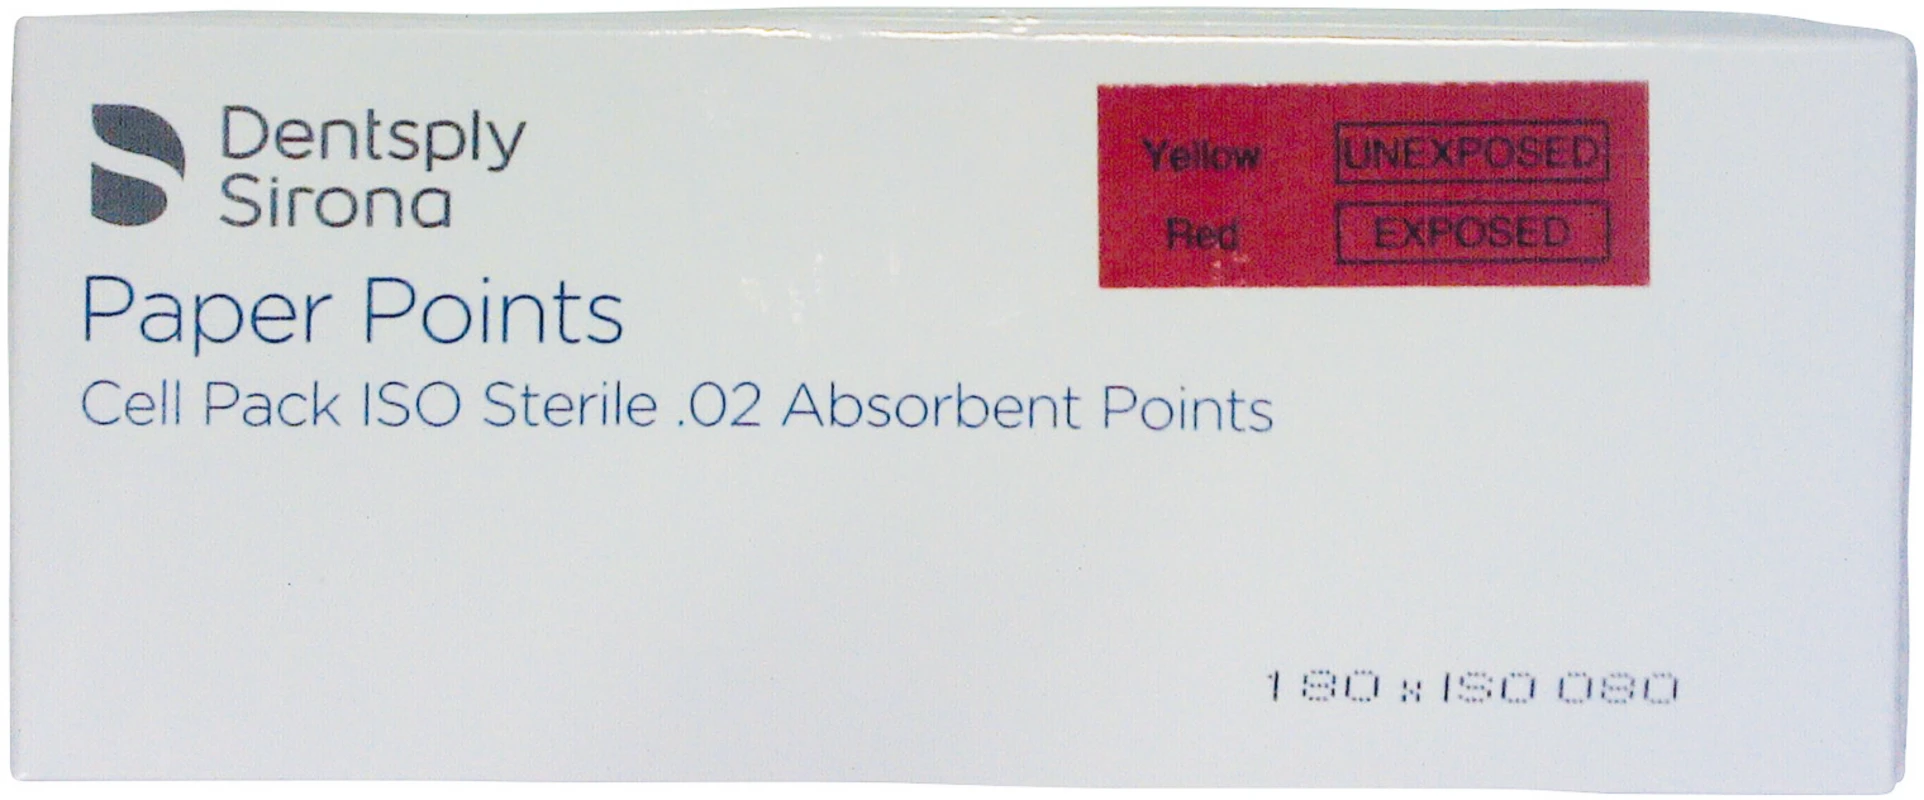 Dentsply
Sirona
Paper Points
Cell Pack ISO Sterile .02 Absorbent Points
Yellow UNEXPOSED
Red EXPOSED
180 x ISO 080